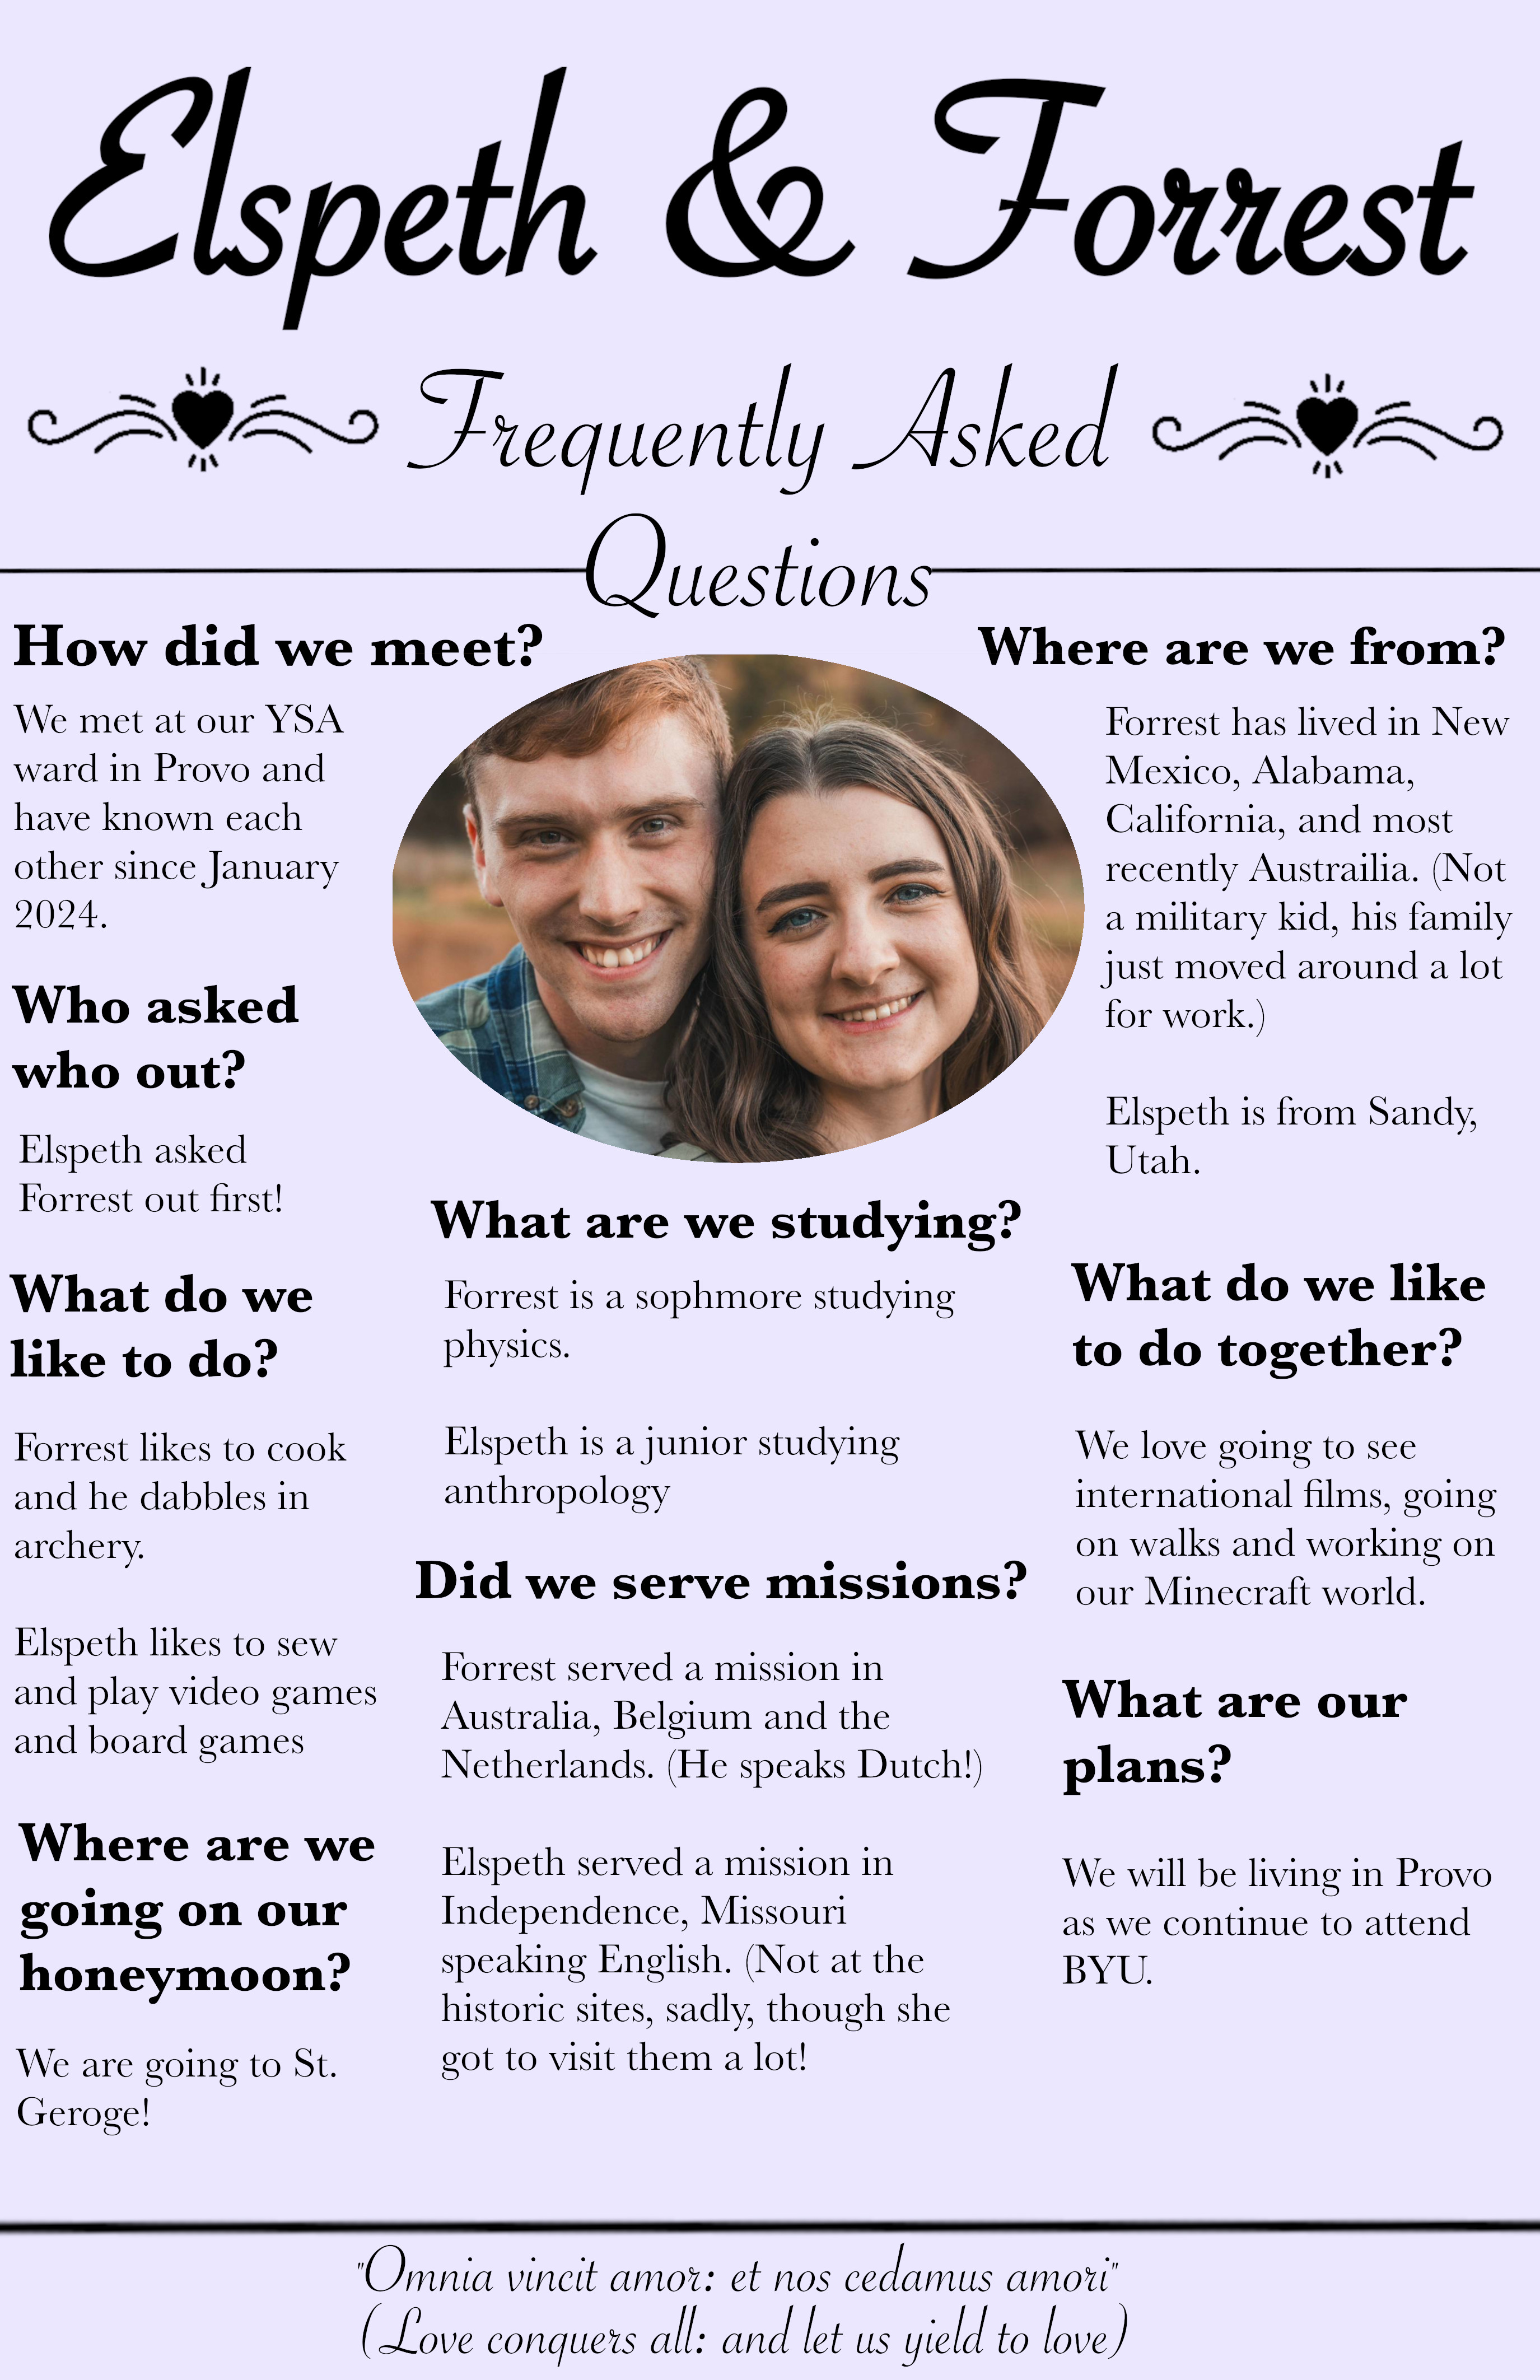 Elspeth & Forrest
Frequently Asked
Questions
How did we meet?
We met at our YSA
ward in Provo and
have known each
other since January
2024.
Who asked
who out?
Elspeth asked
Forrest out first!
What do we
like to do?
Forrest likes to cook
and he dabbles in
archery.
Elspeth likes to sew
and play video games
and board games
Where are we
going on our
honeymoon?
We are going to St.
Geroge!
What are we studying?
Forrest is a sophmore studying
physics.
Elspeth is a junior studying
anthropology
Did we serve missions?
Forrest served a mission in
Australia, Belgium and the
Netherlands. (He speaks Dutch!)
Elspeth served a mission in
Independence, Missouri
speaking English. (Not at the
historic sites, sadly, though she
got to visit them a lot!
Where are we from?
Forrest has lived in New
Mexico, Alabama,
California, and most
recently Austrailia. (Not
a military kid, his family
just moved around a lot
for work.)
Elspeth is from Sandy,
Utah.
What do we like
to do together?
We love going to see
international films, going
on walks and working on
our Minecraft world.
What are our
plans?
We will be living in Provo
as we continue to attend
BYU.
"Omnia vincit amor: et nos cedamus amori"
(Love conquers all: and let us yield to love)